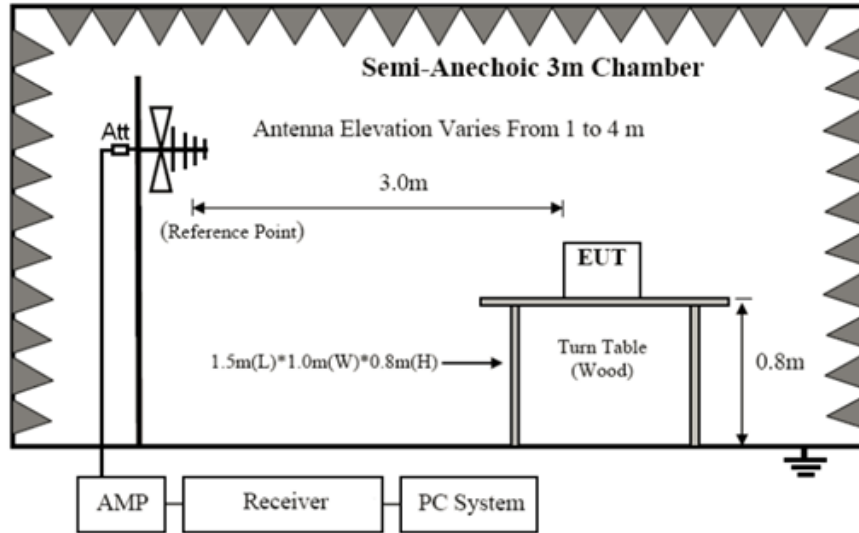 Semi-Anechoic 3m Chamber
Att
Antenna Elevation Varies From 1 to 4 m
3.0m
(Reference Point)
EUT
1.5m(L)*1.0m(W)*0.8m(H)
Turn Table
(Wood)
0.8m
AMP
Receiver
PC System